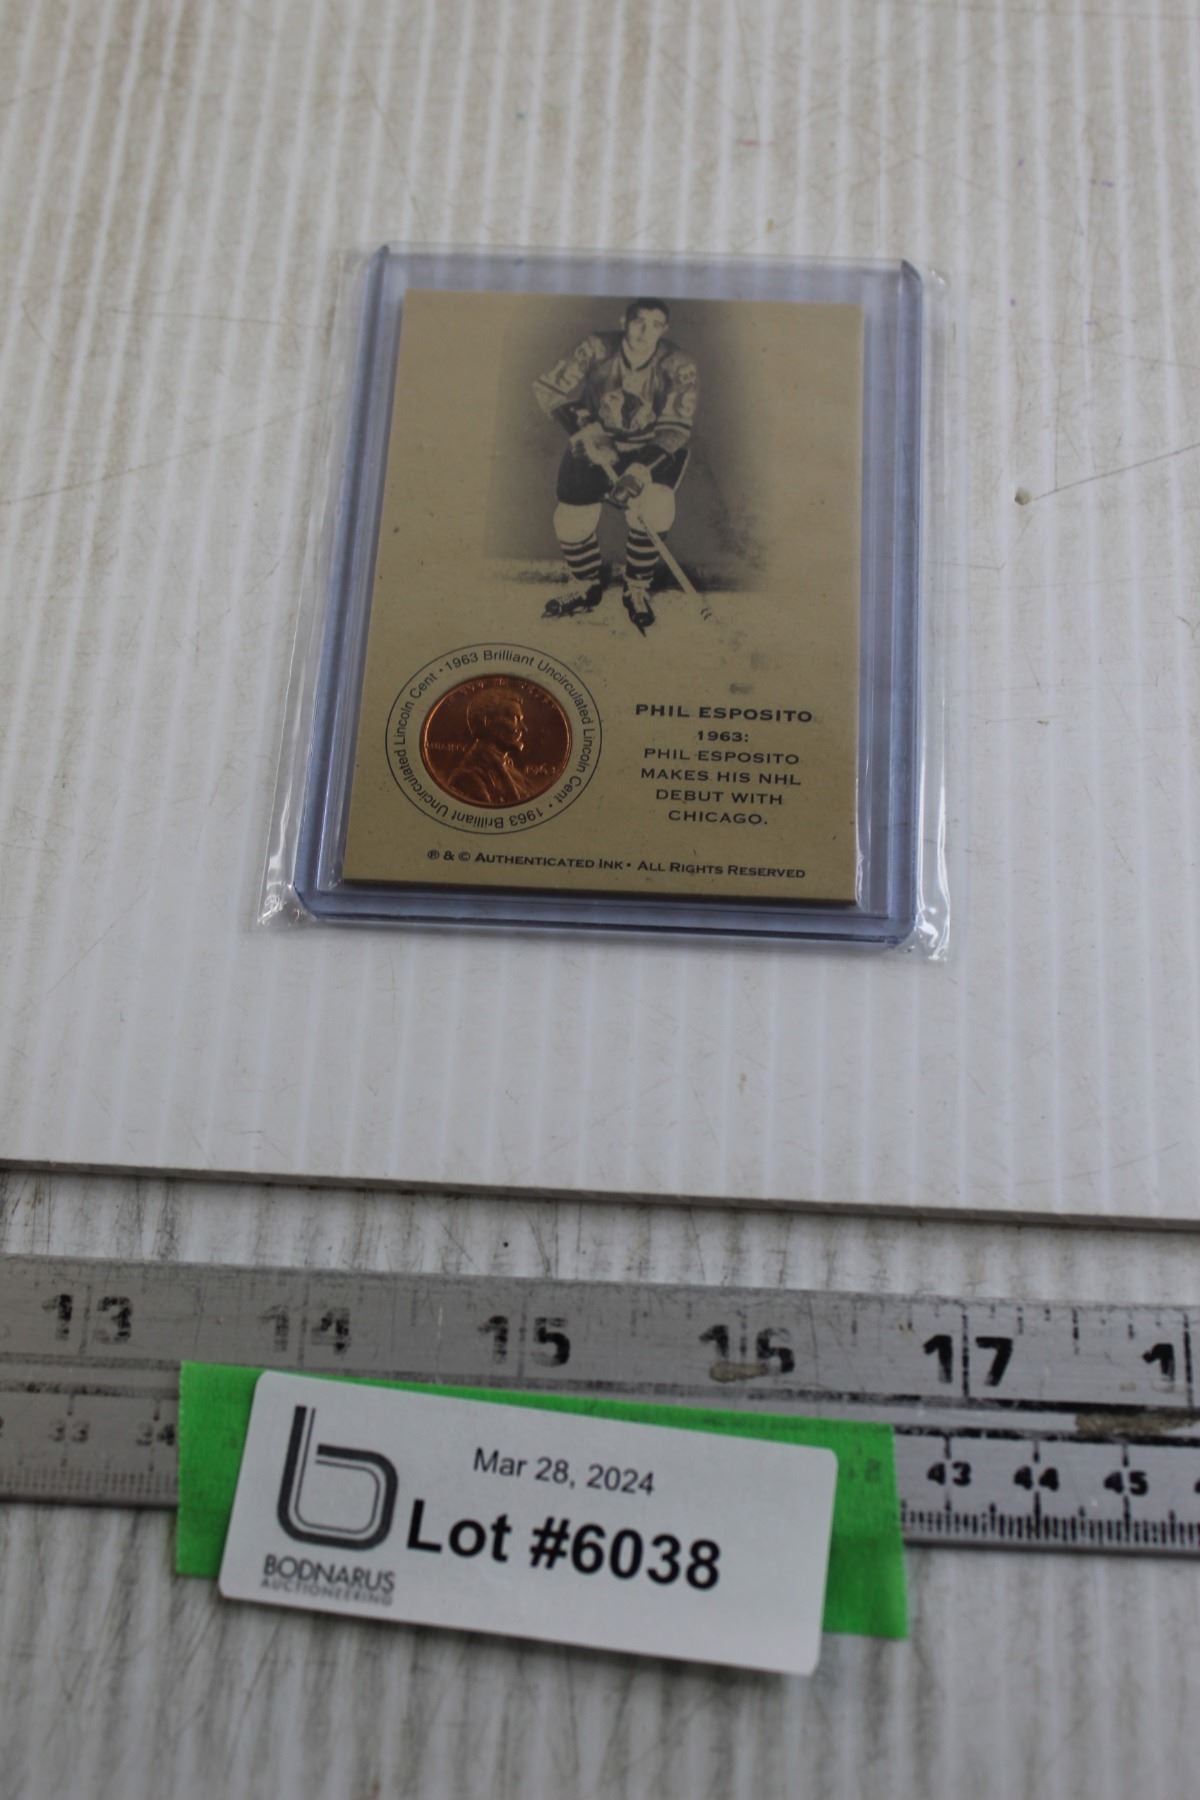 1963 Brilliant Uncirculated Lincoln Cent • 1963 Brilliant Uncirculated Lincoln Cent •
LIBERTY
1963
PHIL ESPOSITO
1963:
PHIL ESPOSITO
MAKES HIS NHL
DEBUT WITH
CHICAGO.
® & © AUTHENTICATED INK • ALL RIGHTS RESERVED
13 14 15 16 17 1
33 34 43 44 45
Mar 28, 2024
Lot #6038
b
BODNARUS
AUCTIONEERING